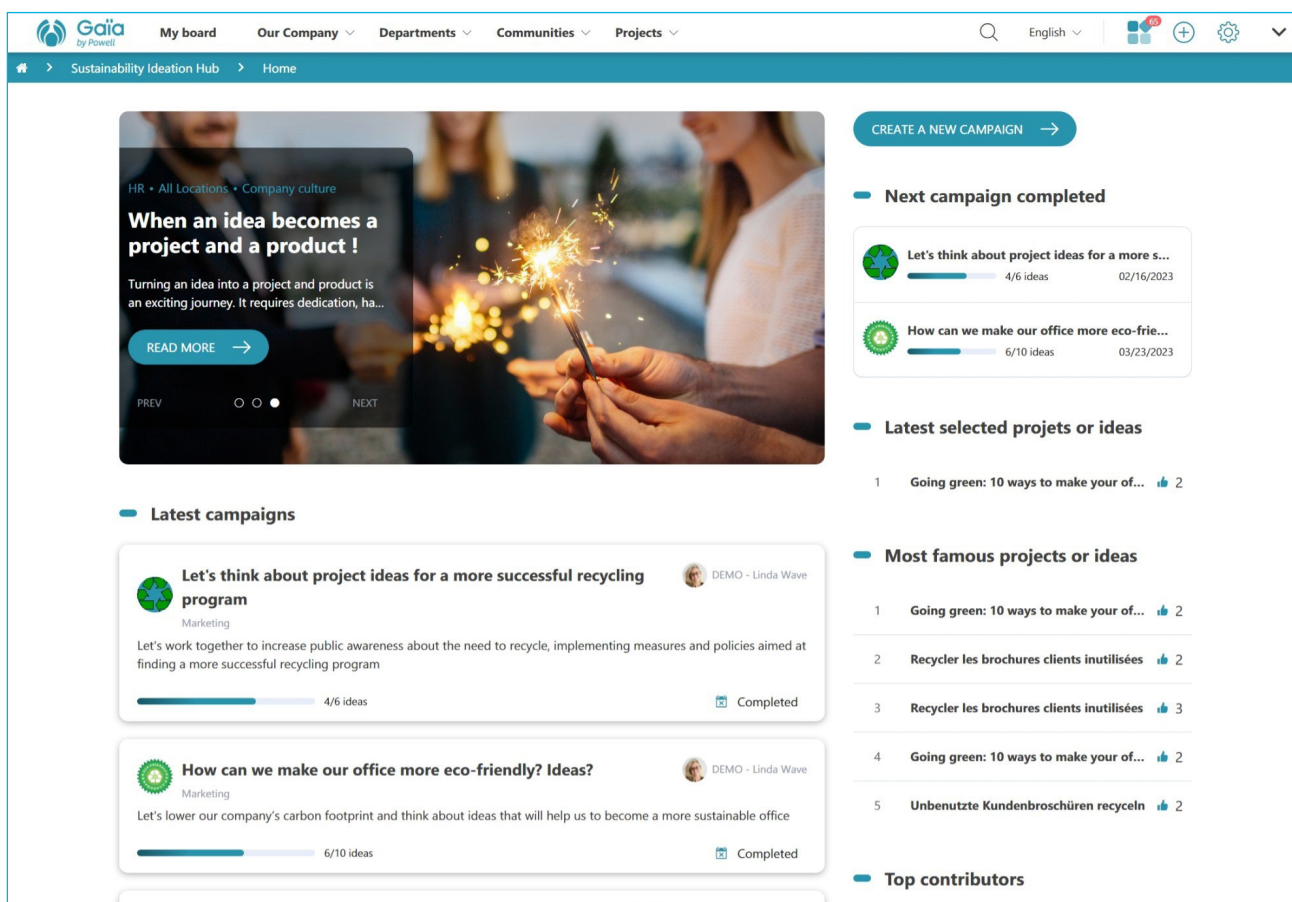 Gaïa
by Powell
My board
Our Company
Departments
Communities
Projects
English
65
Sustainability Ideation Hub > Home
HR • All Locations • Company culture
When an idea becomes a
project and a product !
Turning an idea into a project and product is
an exciting journey. It requires dedication, ha...
READ MORE
PREV
NEXT
Latest campaigns
Let's think about project ideas for a more successful recycling
program
DEMO - Linda Wave
Marketing
Let's work together to increase public awareness about the need to recycle, implementing measures and policies aimed at
finding a more successful recycling program
4/6 ideas
Completed
How can we make our office more eco-friendly? Ideas?
DEMO - Linda Wave
Marketing
Let's lower our company's carbon footprint and think about ideas that will help us to become a more sustainable office
6/10 ideas
Completed
CREATE A NEW CAMPAIGN
Next campaign completed
Let's think about project ideas for a more s...
4/6 ideas 02/16/2023
How can we make our office more eco-frie...
6/10 ideas 03/23/2023
Latest selected projets or ideas
1 Going green: 10 ways to make your of... 2
Most famous projects or ideas
1 Going green: 10 ways to make your of... 2
2 Recycler les brochures clients inutilisées 2
3 Recycler les brochures clients inutilisées 3
4 Going green: 10 ways to make your of... 2
5 Unbenutzte Kundenbroschüren recyceln 2
Top contributors